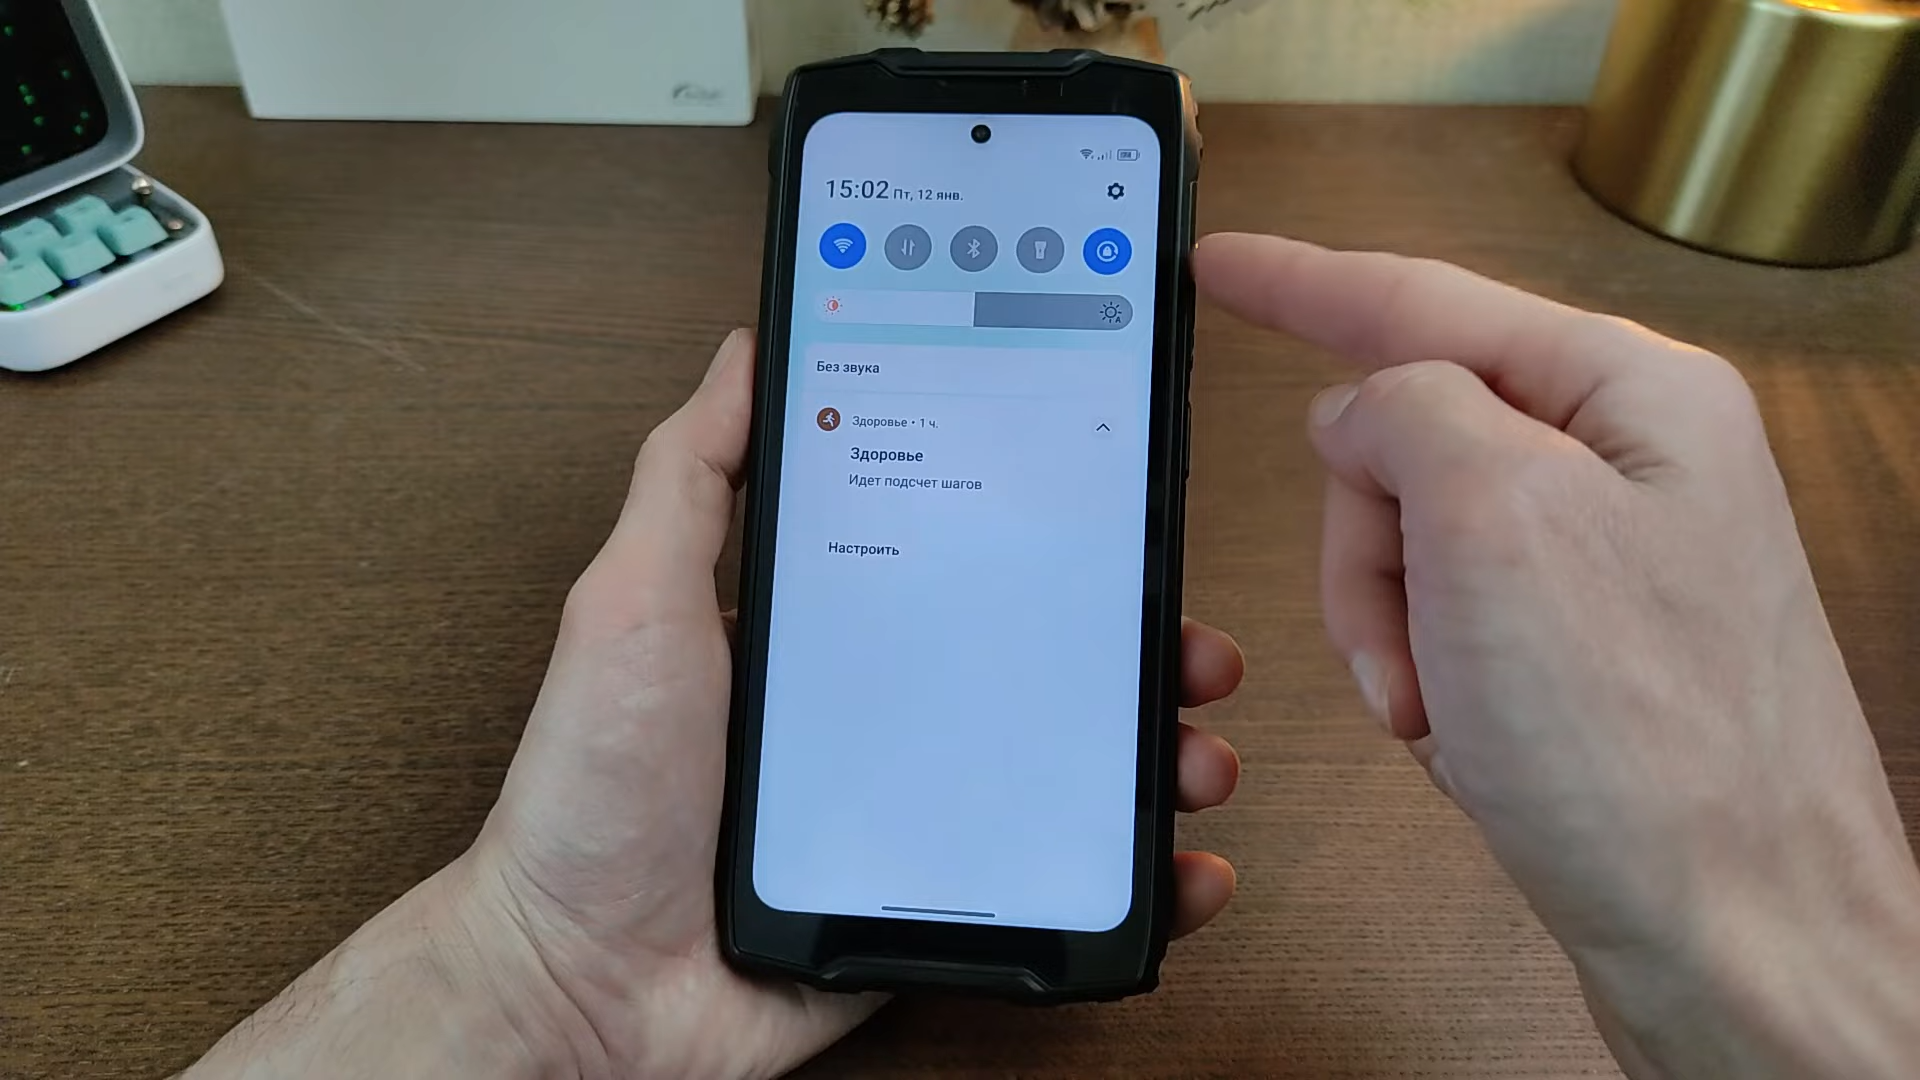 15:02 Пт, 12 янв.
Без звука
Здоровье • 1 ч.
Здоровье
Идет подсчет шагов
Настроить